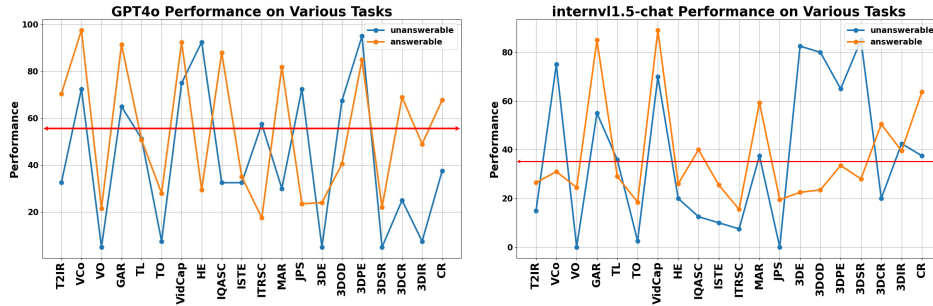 GPT4o Performance on Various Tasks
100
80
60
40
20
Performance
unanswerable
answerable
T2IR
VCo
VO
GAR
TL
TO
VidCap
HE
IQASC
ISTE
ITRSC
MAR
JPS
3DE
3DOD
3DPE
3DSR
3DCR
3DIR
CR
internvl1.5-chat Performance on Various Tasks
80
60
40
20
0
Performance
unanswerable
answerable
T2IR
VCo
VO
GAR
TL
TO
VidCap
HE
IQASC
ISTE
ITRSC
MAR
JPS
3DE
3DOD
3DPE
3DSR
3DCR
3DIR
CR